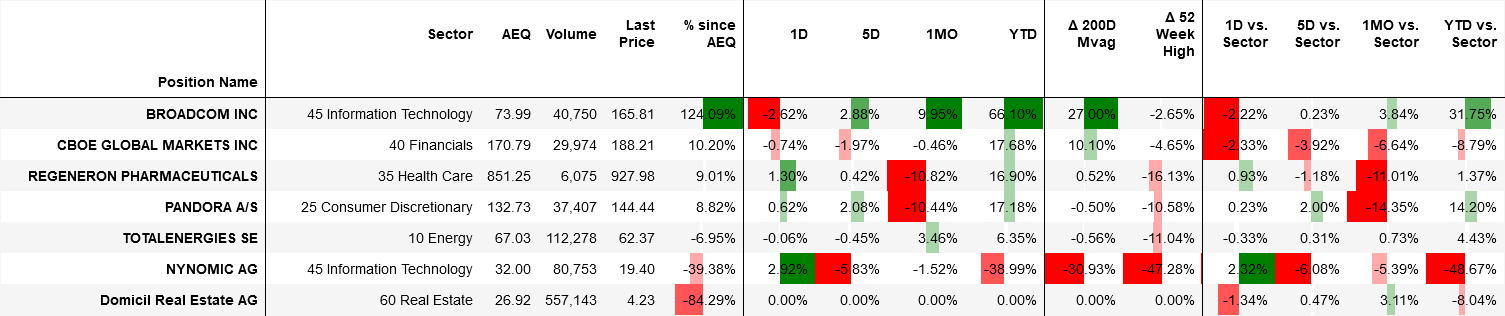 Position Name Sector AEQ Volume Last Price % since AEQ 1D 5D 1MO YTD Δ 200D Mvag Δ 52 Week High 1D vs. Sector 5D vs. Sector 1MO vs. Sector YTD vs. Sector
BROADCOM INC 45 Information Technology 73.99 40,750 165.81 124.09% -2.62% 2.88% 9.95% 66.10% 27.00% -2.65% -2.22% 0.23% 3.84% 31.75%
CBOE GLOBAL MARKETS INC 40 Financials 170.79 29,974 188.21 10.20% -0.74% -1.97% -0.46% 17.68% 10.10% -4.65% -2.33% -3.92% -6.64% -8.79%
REGENERON PHARMACEUTICALS 35 Health Care 851.25 6,075 927.98 9.01% 1.30% 0.42% -10.82% 16.90% 0.52% -16.13% 0.93% -1.18% -11.01% 1.37%
PANDORA A/S 25 Consumer Discretionary 132.73 37,407 144.44 8.82% 0.62% 2.08% -10.44% 17.18% -0.50% -10.58% 0.23% 2.00% -14.35% 14.20%
TOTALENERGIES SE 10 Energy 67.03 112,278 62.37 -6.95% -0.06% -0.45% 3.46% 6.35% -0.56% -11.04% -0.33% 0.31% 0.73% 4.43%
NYNOMIC AG 45 Information Technology 32.00 80,753 19.40 -39.38% 2.92% -5.83% -1.52% -38.99% -30.93% -47.28% 2.32% -6.08% -5.39% -48.67%
Domicil Real Estate AG 60 Real Estate 26.92 557,143 4.23 -84.29% 0.00% 0.00% 0.00% 0.00% 0.00% 0.00% -1.34% 0.47% 3.11% -8.04%